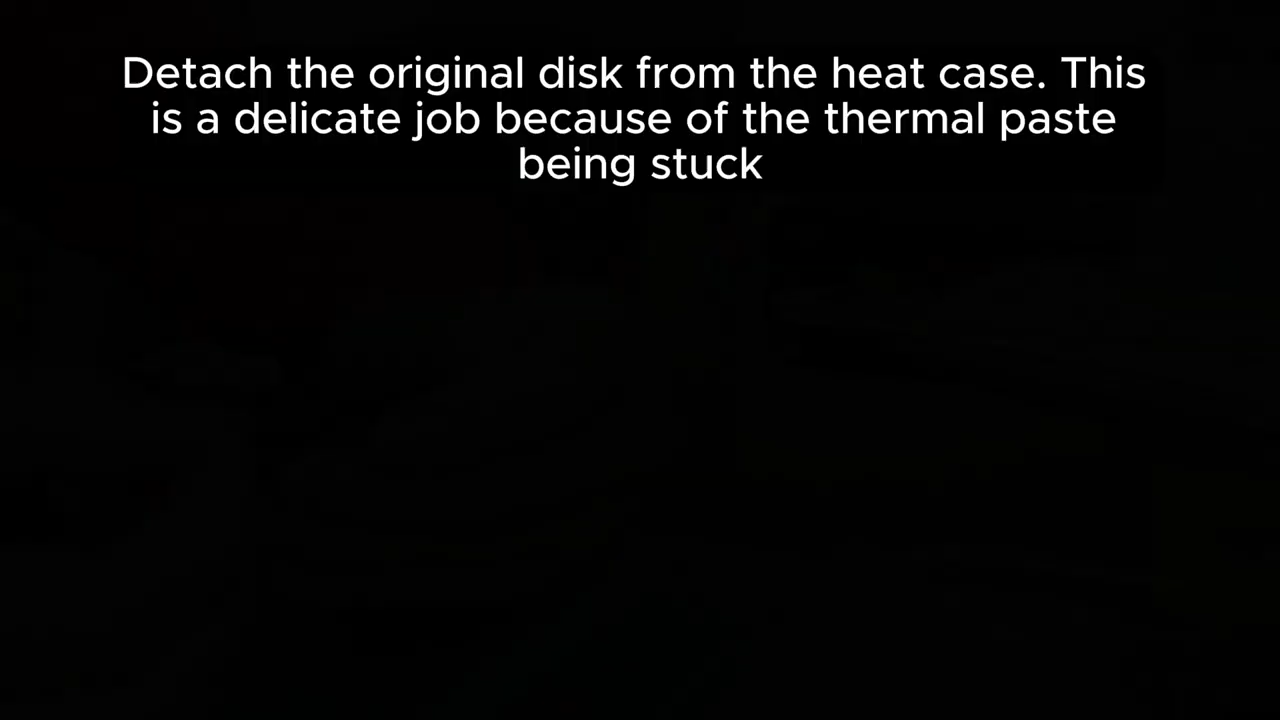 Detach the original disk from the heat case. This
is a delicate job because of the thermal paste
being stuck